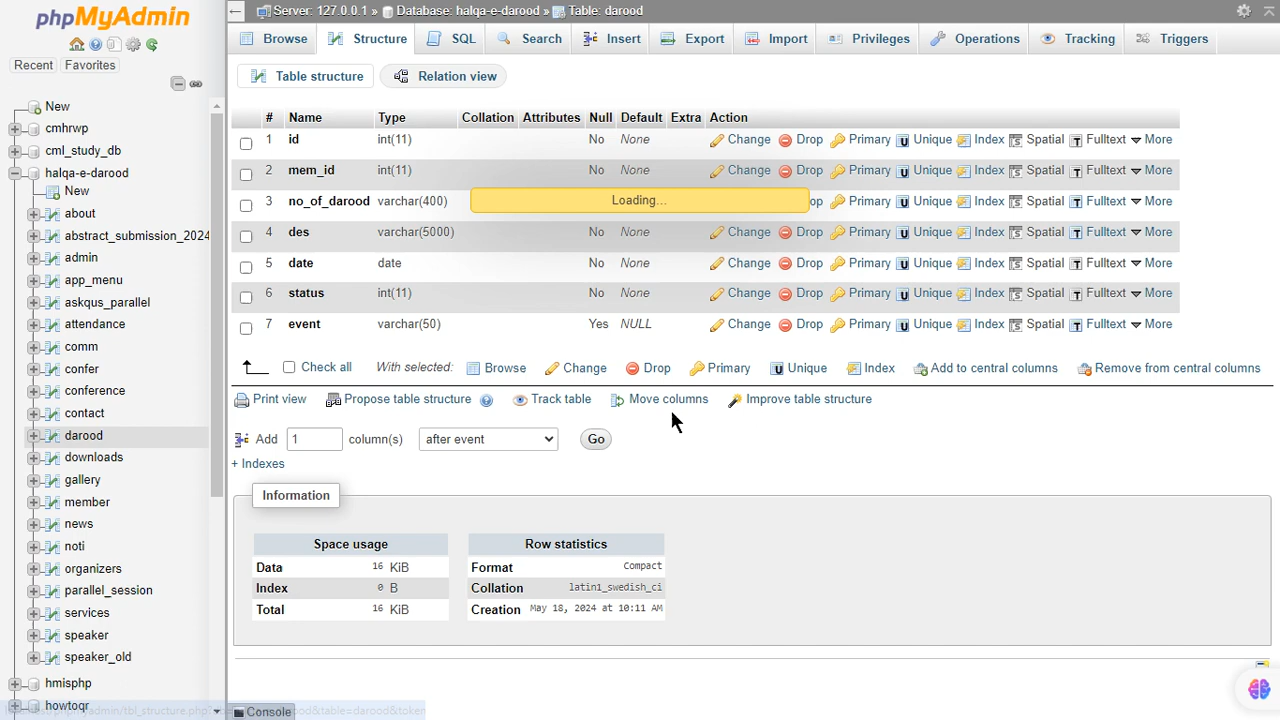 phpMyAdmin
Recent Favorites
New
cmhrwp
cml_study_db
halqa-e-darood
New
about
abstract_submission_2024
admin
app_menu
askqus_parallel
attendance
comm
confer
conference
contact
darood
downloads
gallery
member
news
noti
organizers
parallel_session
services
speaker
speaker_old
hmisphp
howtoqr
Server: 127.0.0.1 » Database: halqa-e-darood » Table: darood
Browse Structure SQL Search Insert Export Import Privileges Operations Tracking Triggers
Table structure Relation view
# Name Type Collation Attributes Null Default Extra Action
1 id int(11) No None Change Drop Primary Unique Index Spatial Fulltext More
2 mem_id int(11) No None Change Drop Primary Unique Index Spatial Fulltext More
Loading...
3 no_of_darood varchar(400) Primary Unique Index Spatial Fulltext More
4 des varchar(5000) No None Change Drop Primary Unique Index Spatial Fulltext More
5 date date No None Change Drop Primary Unique Index Spatial Fulltext More
6 status int(11) No None Change Drop Primary Unique Index Spatial Fulltext More
7 event varchar(50) Yes NULL Change Drop Primary Unique Index Spatial Fulltext More
Check all With selected: Browse Change Drop Primary Unique Index Add to central columns Remove from central columns
Print view Propose table structure Track table Move columns Improve table structure
Add 1 column(s) after event Go
+ Indexes
Information
Space usage
Data 16 KiB
Index 0 B
Total 16 KiB
Row statistics
Format Compact
Collation latin1_swedish_ci
Creation May 18, 2024 at 10:11 AM
Console